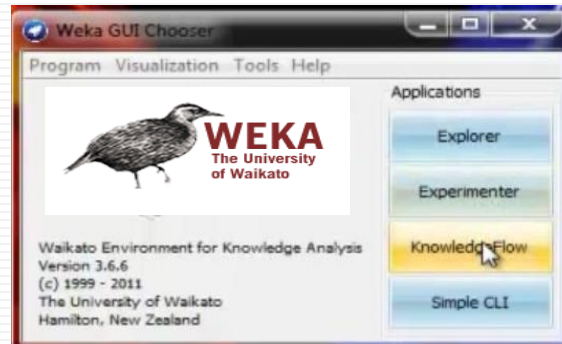 Weka GUI Chooser
Program Visualization Tools Help
WEKA
The University
of Waikato
Waikato Environment for Knowledge Analysis
Version 3.6.6
(c) 1999 - 2011
The University of Waikato
Hamilton, New Zealand
Applications
Explorer
Experimenter
KnowledgeFlow
Simple CLI